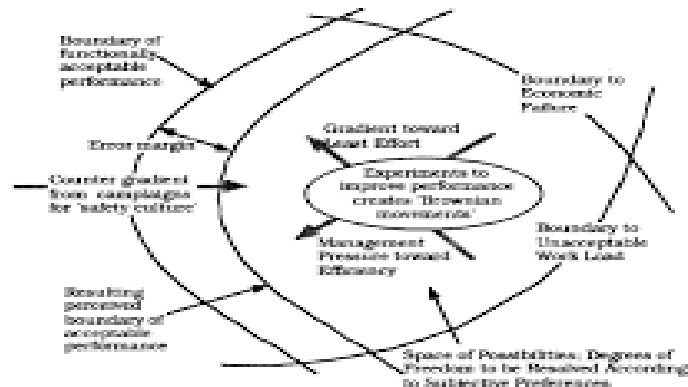 Boundary of
functionally
acceptable
performance
Boundary to
Economic
Failure
Error margin
Gradient toward
Least Effort
Counter gradient
from campaigns
for 'safety culture'
Experiments to
improve performance
creates 'Brownian
movements'
Management
Pressure toward
Efficiency
Boundary to
Unacceptable
Work Load
Resulting
perceived
boundary of
acceptable
performance
Space of Possibilities; Degrees of
Freedom to be Resolved According
to Subjective Preferences